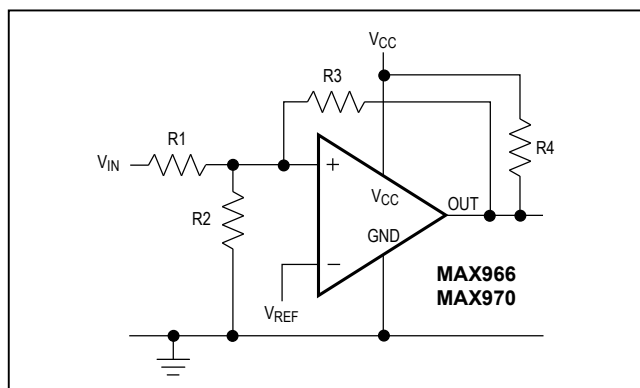 VCC
R3
R1
R4
VIN
+
VCC
OUT
R2
GND
−
MAX966
MAX970
VREF